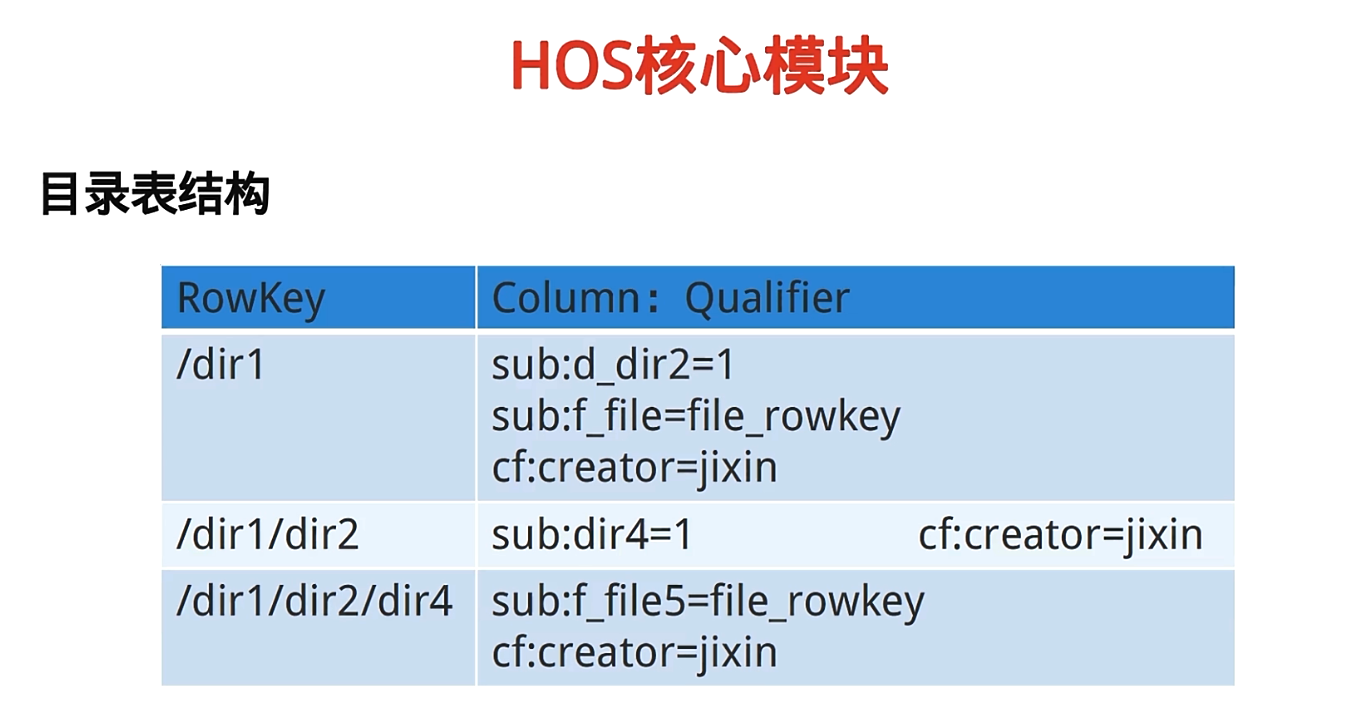 HOS核心模块
目录表结构
RowKey Column：Qualifier
/dir1 sub:d_dir2=1
sub:f_file=file_rowkey
cf:creator=jixin
/dir1/dir2 sub:dir4=1 cf:creator=jixin
/dir1/dir2/dir4 sub:f_file5=file_rowkey
cf:creator=jixin